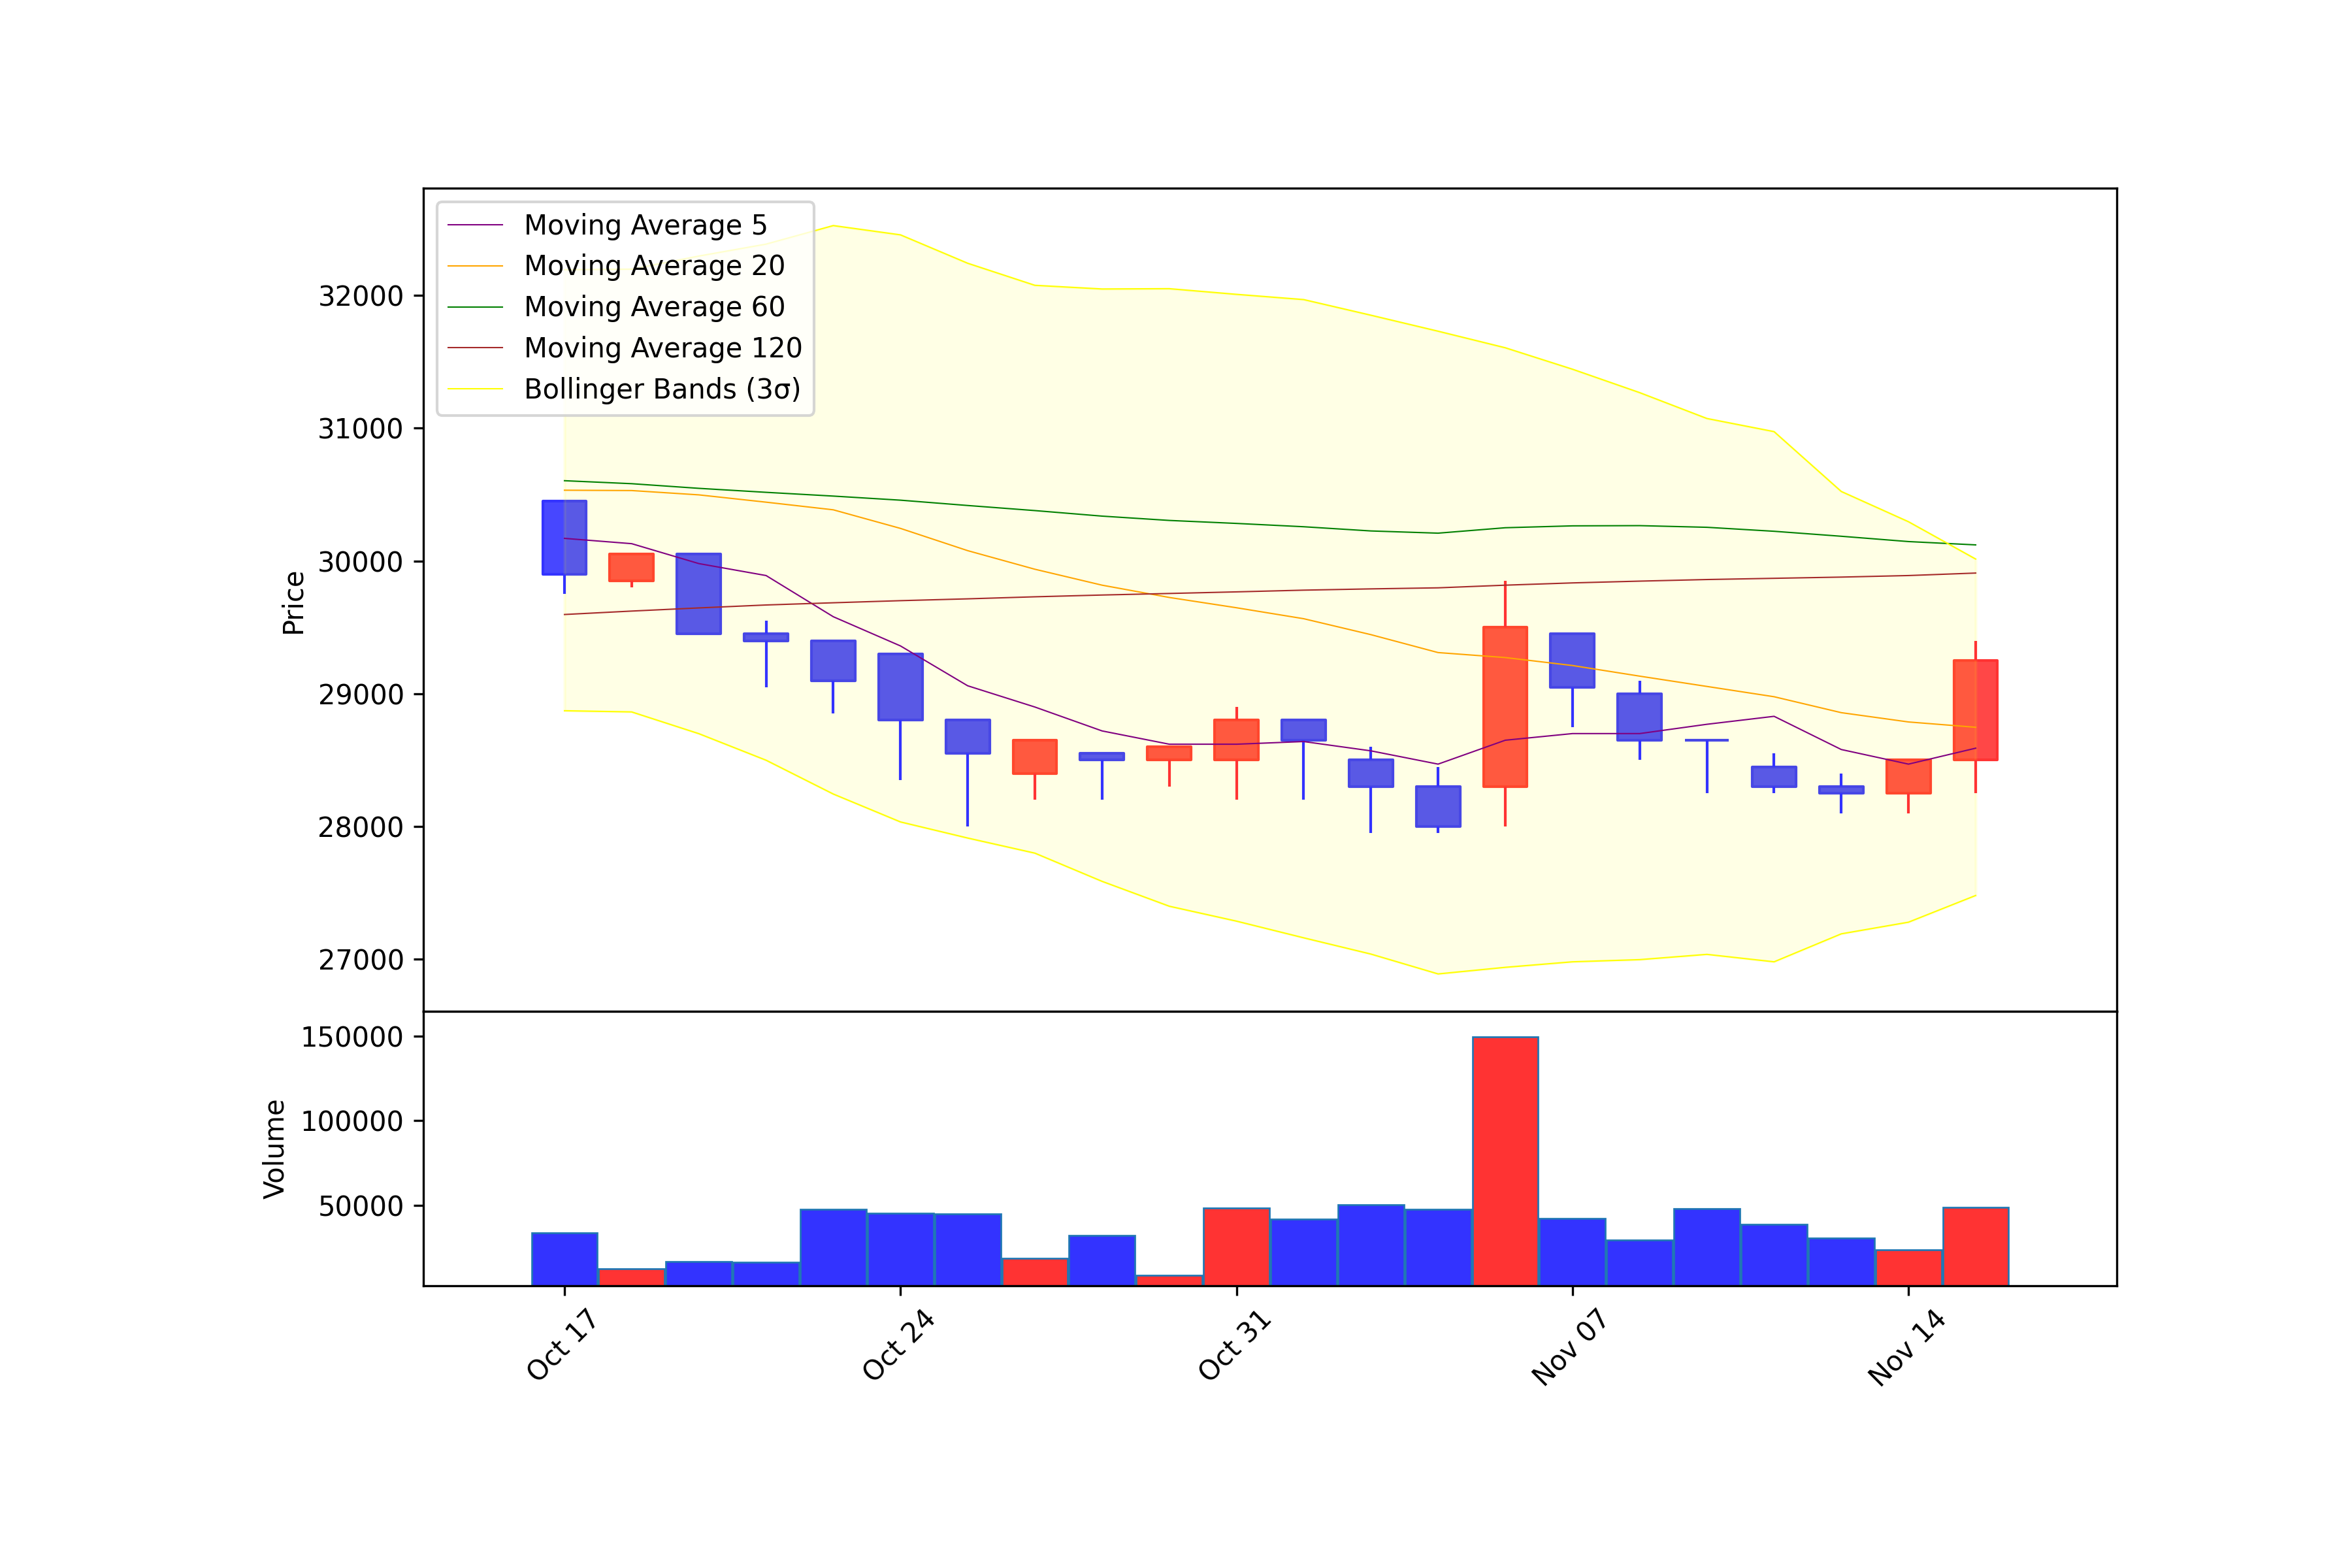 Moving Average 5
Moving Average 20
Moving Average 60
Moving Average 120
Bollinger Bands (3σ)
Price
32000
31000
30000
29000
28000
27000
Volume
150000
100000
50000
Oct 17
Oct 24
Oct 31
Nov 07
Nov 14